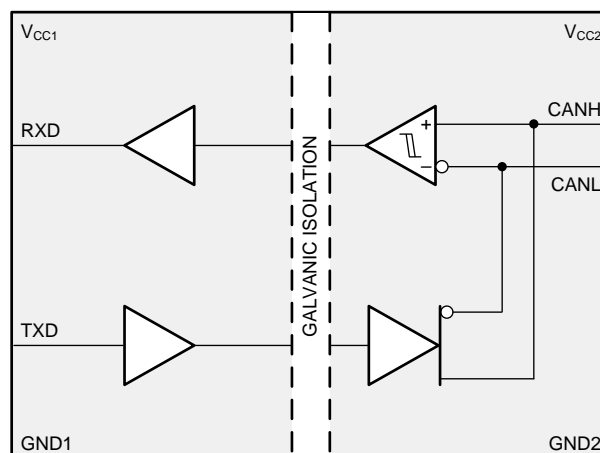 VCC1
VCC2
RXD
CANH
+
−
CANL
GALVANIC ISOLATION
TXD
GND1
GND2